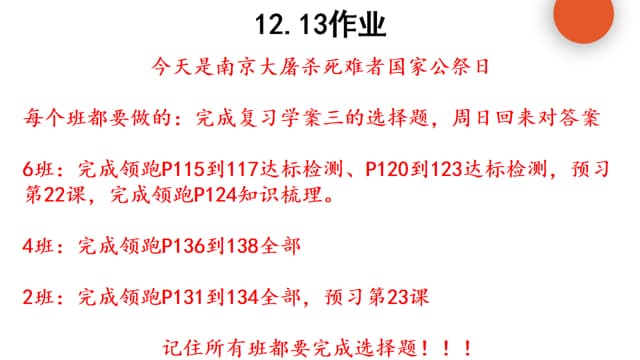 12.13作业
今天是南京大屠杀死难者国家公祭日
每个班都要做的：完成复习学案三的选择题，周日回来对答案
6班：完成领跑P115到117达标检测、P120到123达标检测，预习
第22课，完成领跑P124知识梳理。
4班：完成领跑P136到138全部
2班：完成领跑P131到134全部，预习第23课
记住所有班都要完成选择题！！！